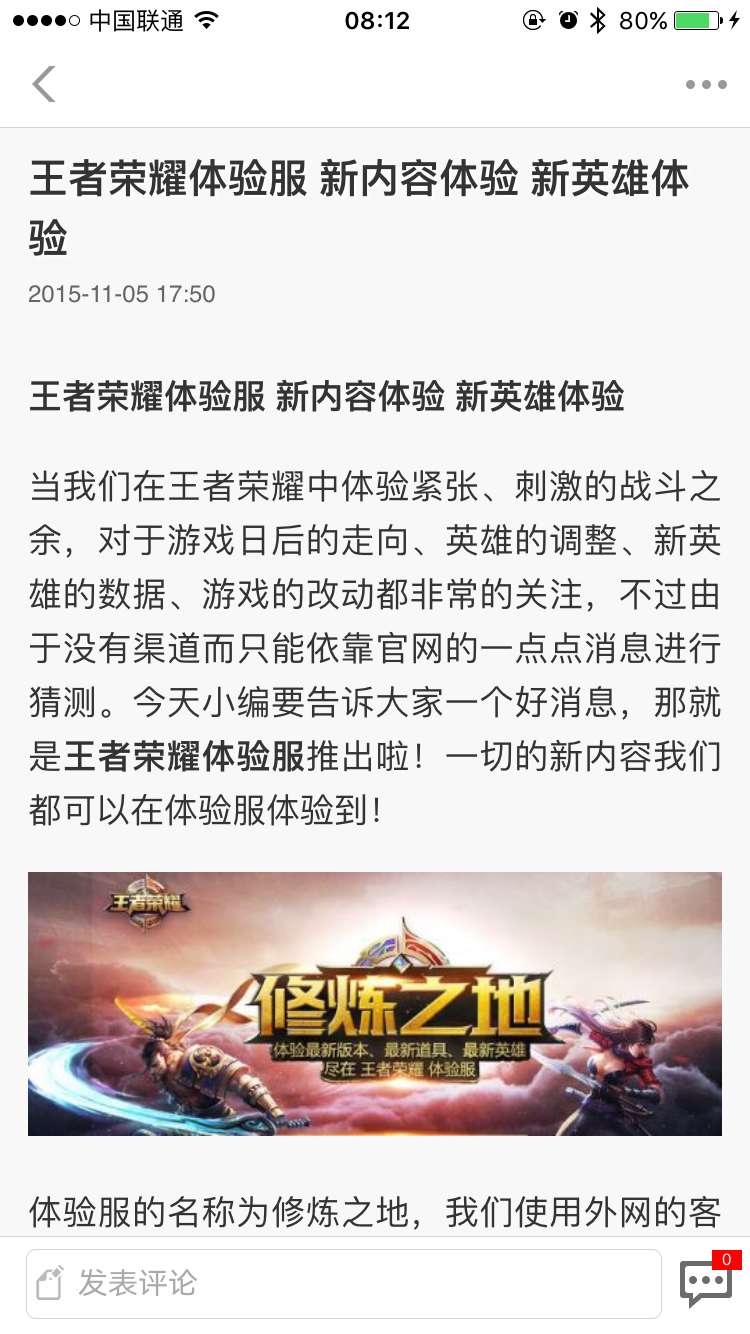 中国联通
08:12
80%
王者荣耀体验服 新内容体验 新英雄体
验
2015-11-05 17:50
王者荣耀体验服 新内容体验 新英雄体验
当我们在王者荣耀中体验紧张、刺激的战斗之
余，对于游戏日后的走向、英雄的调整、新英
雄的数据、游戏的改动都非常的关注，不过由
于没有渠道而只能依靠官网的一点点消息进行
猜测。今天小编要告诉大家一个好消息，那就
是王者荣耀体验服推出啦！一切的新内容我们
都可以在体验服体验到！
王者荣耀
修炼之地
体验最新版本、最新道具、最新英雄
尽在 王者荣耀 体验服
体验服的名称为修炼之地，我们使用外网的客
发表评论
0